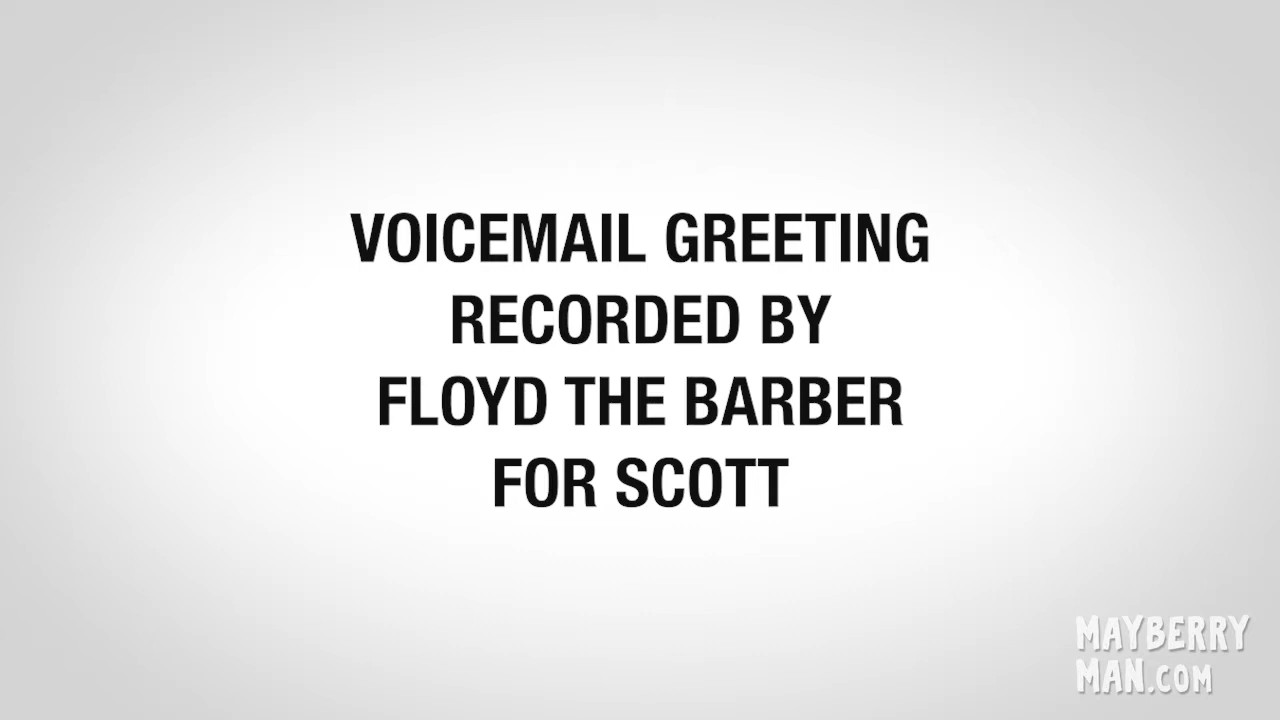 VOICEMAIL GREETING
RECORDED BY
FLOYD THE BARBER
FOR SCOTT
MAYBERRY
MAN.COM